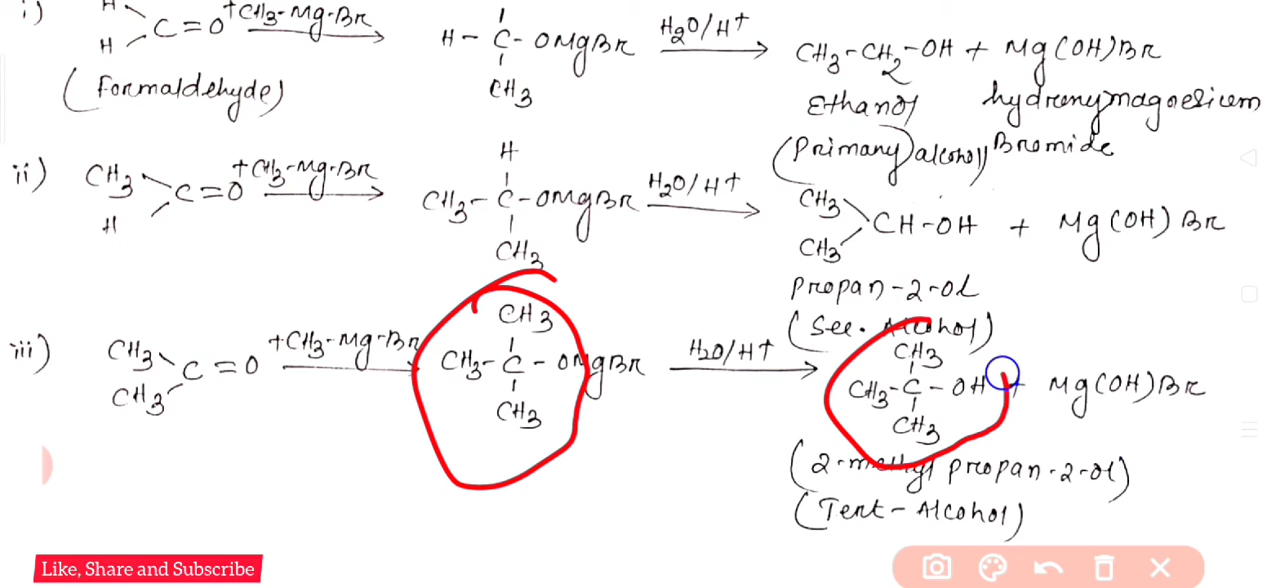 i) H + CH3-Mg-Br
H C=O → H - C - OMgBr H2O/H+ → CH3-CH2-OH + Mg(OH)Br
(Formaldehyde) CH3 Ethanol hydroxymagnesium
(Primary alcohol) Bromide
ii) CH3 H C=O + CH3-Mg-Br → H CH3-C-OMgBr CH3 H2O/H+ → CH3 CH3 CH-OH + Mg(OH)Br
Propan-2-ol
(Sec. Alcohol)
iii) CH3 CH3 C=O + CH3-Mg-Br → CH3 CH3-C-OMgBr CH3 H2O/H+ → CH3 CH3-C-OH CH3 + Mg(OH)Br
(2-methyl propan-2-ol)
(Tert-Alcohol)
Like, Share and Subscribe